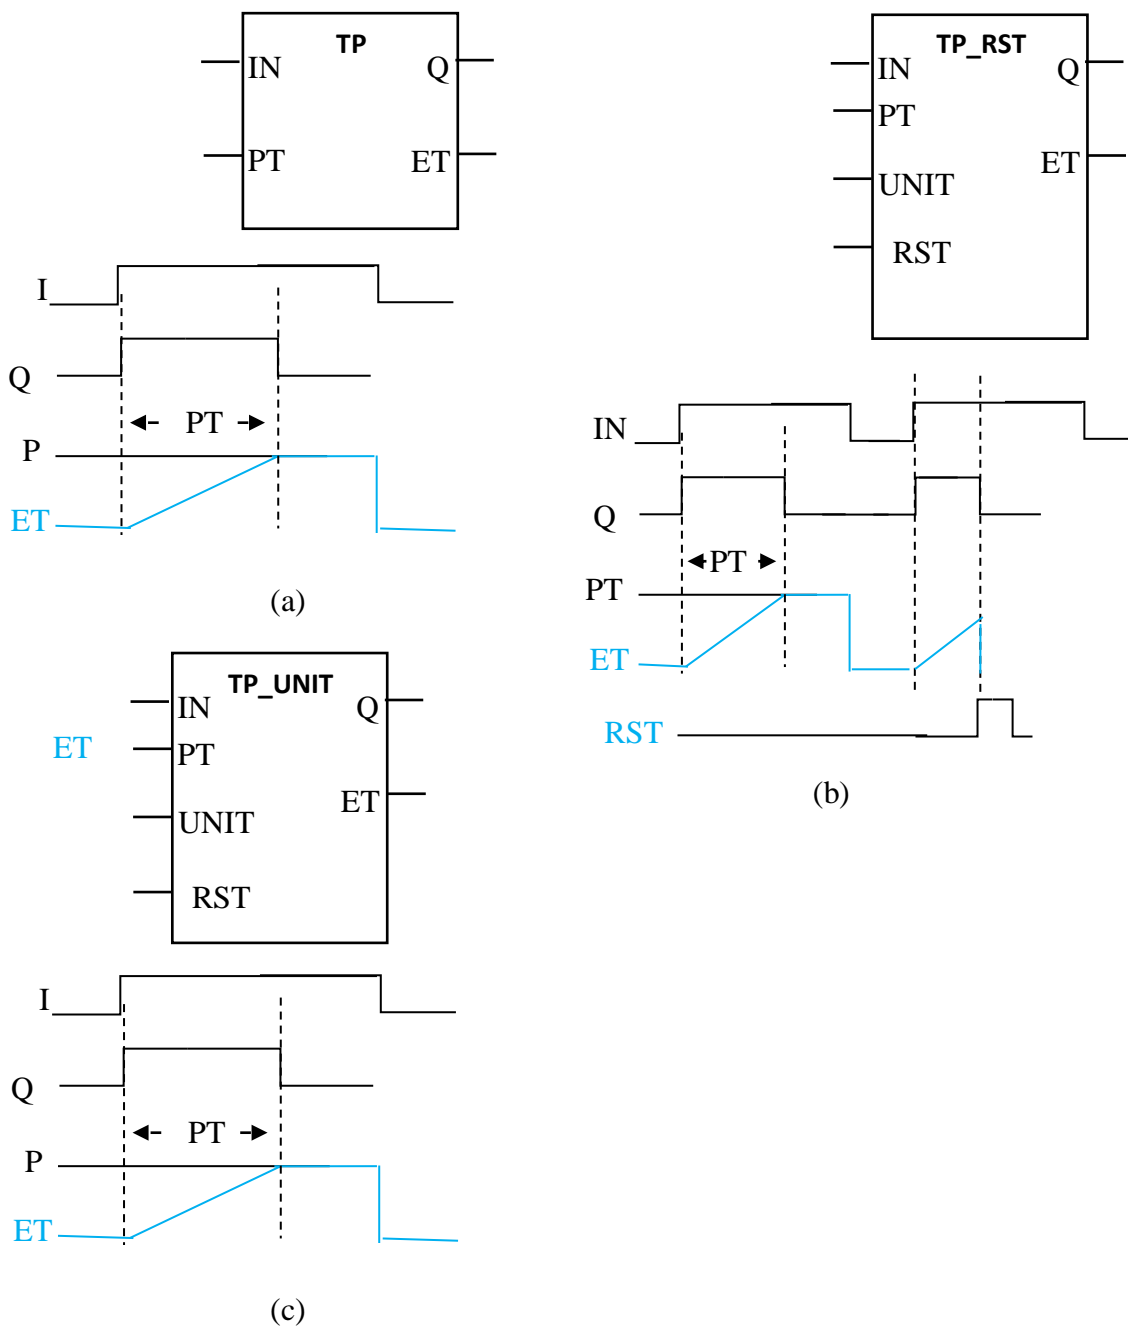 TP
IN
Q
PT
ET
I
Q
PT
P
ET
(a)
TP_RST
IN
Q
PT
ET
UNIT
RST
IN
Q
PT
PT
ET
RST
(b)
TP_UNIT
IN
Q
ET
PT
ET
UNIT
RST
I
Q
PT
P
ET
(c)